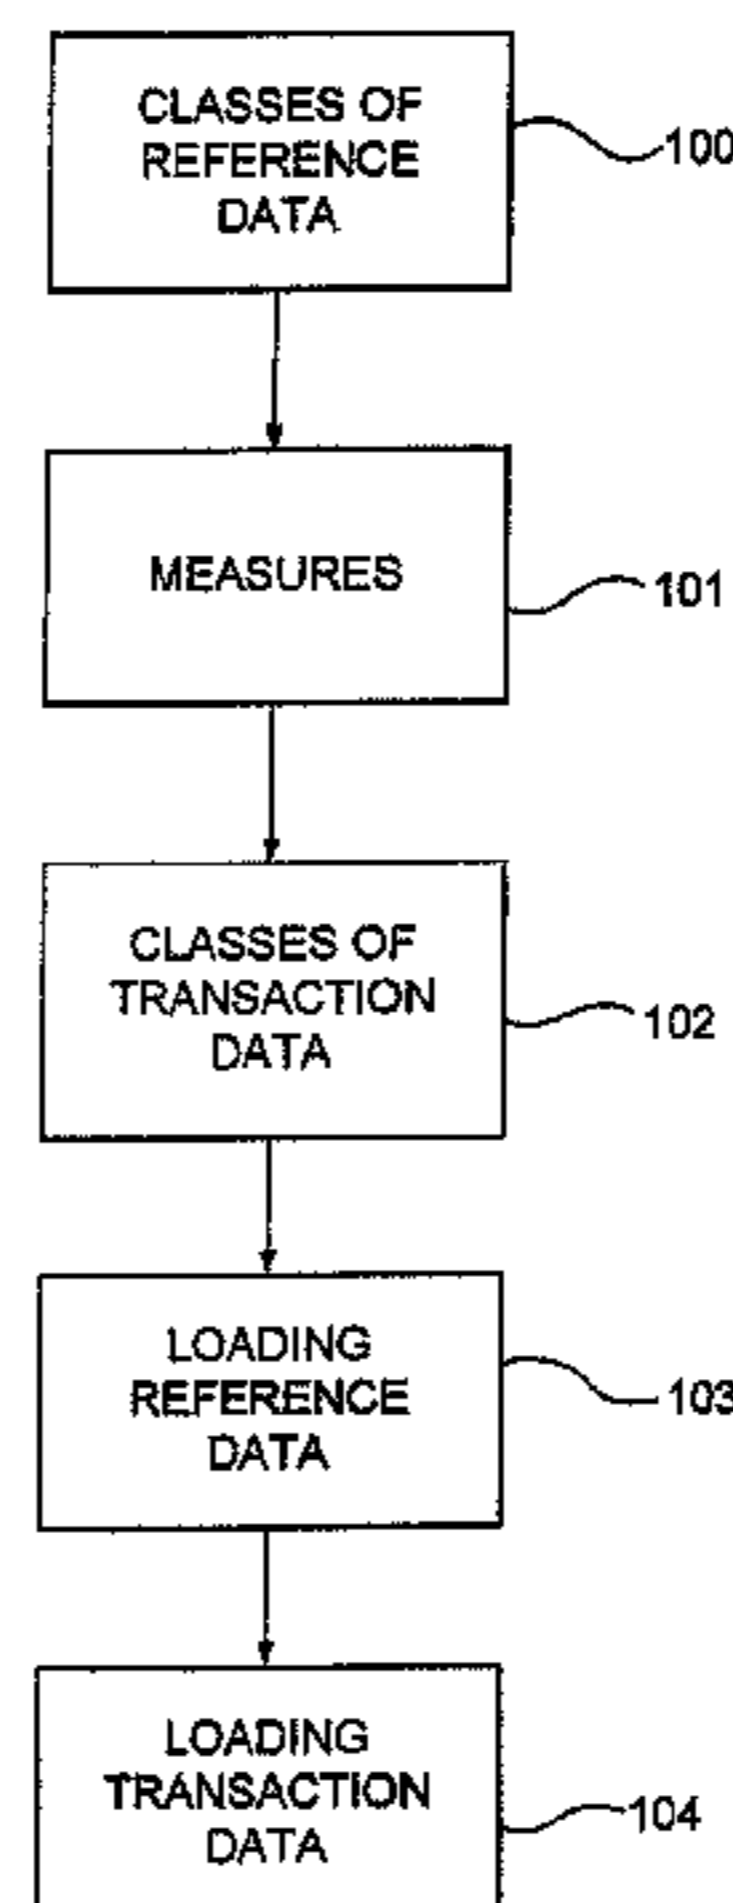 CLASSES OF
REFERENCE
DATA
100
MEASURES
101
CLASSES OF
TRANSACTION
DATA
102
LOADING
REFERENCE
DATA
103
LOADING
TRANSACTION
DATA
104